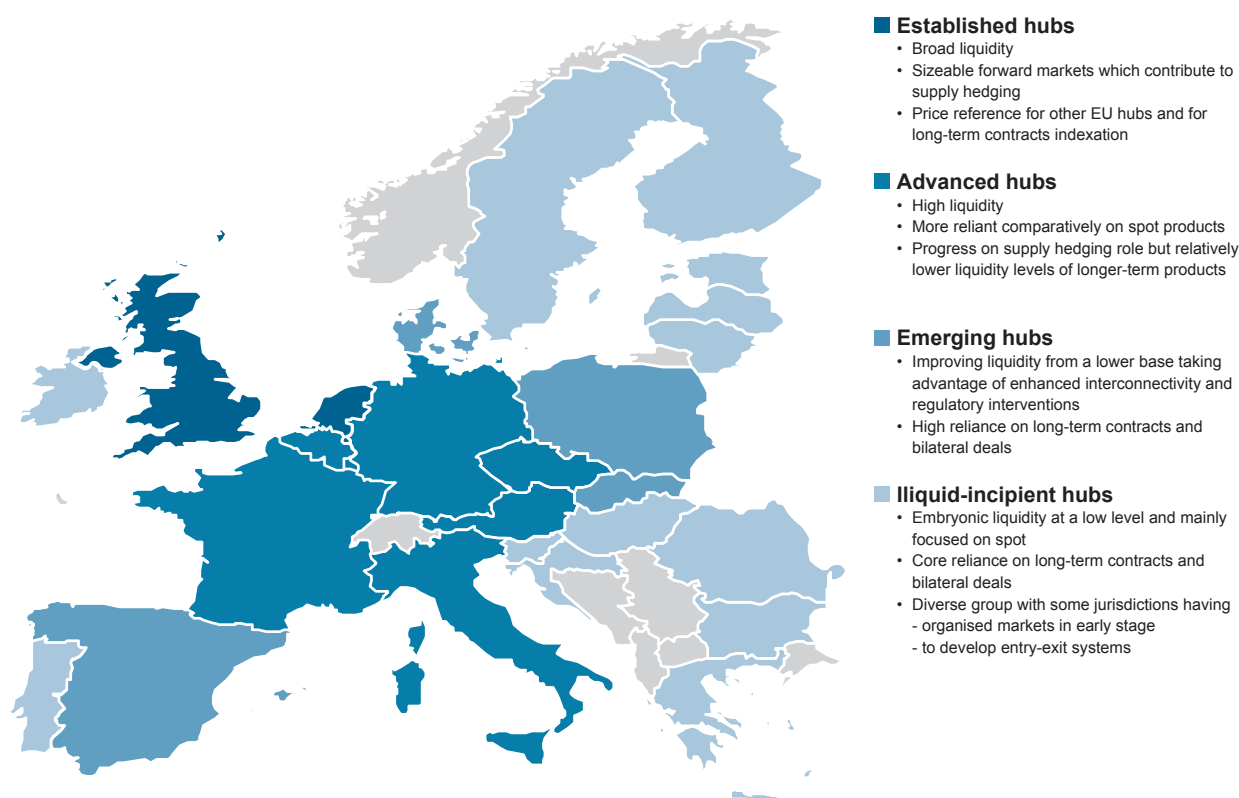 Established hubs
• Broad liquidity
• Sizeable forward markets which contribute to
supply hedging
• Price reference for other EU hubs and for
long-term contracts indexation
Advanced hubs
• High liquidity
• More reliant comparatively on spot products
• Progress on supply hedging role but relatively
lower liquidity levels of longer-term products
Emerging hubs
• Improving liquidity from a lower base taking
advantage of enhanced interconnectivity and
regulatory interventions
• High reliance on long-term contracts and
bilateral deals
Iliquid-incipient hubs
• Embryonic liquidity at a low level and mainly
focused on spot
• Core reliance on long-term contracts and
bilateral deals
• Diverse group with some jurisdictions having
- organised markets in early stage
- to develop entry-exit systems